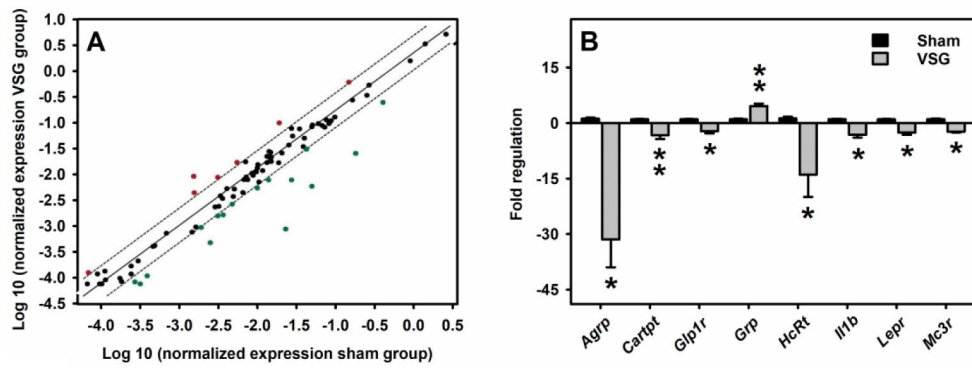 A
Log 10 (normalized expression VSG group)
1.0
0.5
0.0
-0.5
-1.0
-1.5
-2.0
-2.5
-3.0
-3.5
-4.0
-4.5
-4.0 -3.5 -3.0 -2.5 -2.0 -1.5 -1.0 -0.5 0.0 0.5
Log 10 (normalized expression sham group)
B
Sham
VSG
Fold regulation
15
0
-15
-30
-45
* ** * ** * * * *
Agrp Cartpt Glp1r Grp HcRt Il1b Lepr Mc3r